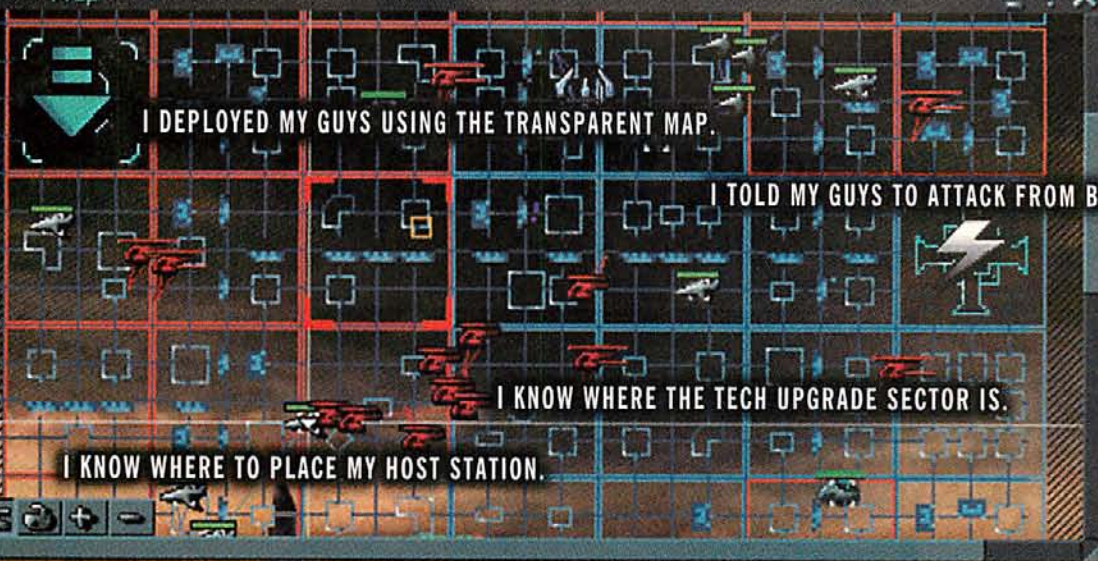 I DEPLOYED MY GUYS USING THE TRANSPARENT MAP.
I TOLD MY GUYS TO ATTACK FROM B
I KNOW WHERE THE TECH UPGRADE SECTOR IS.
I KNOW WHERE TO PLACE MY HOST STATION.